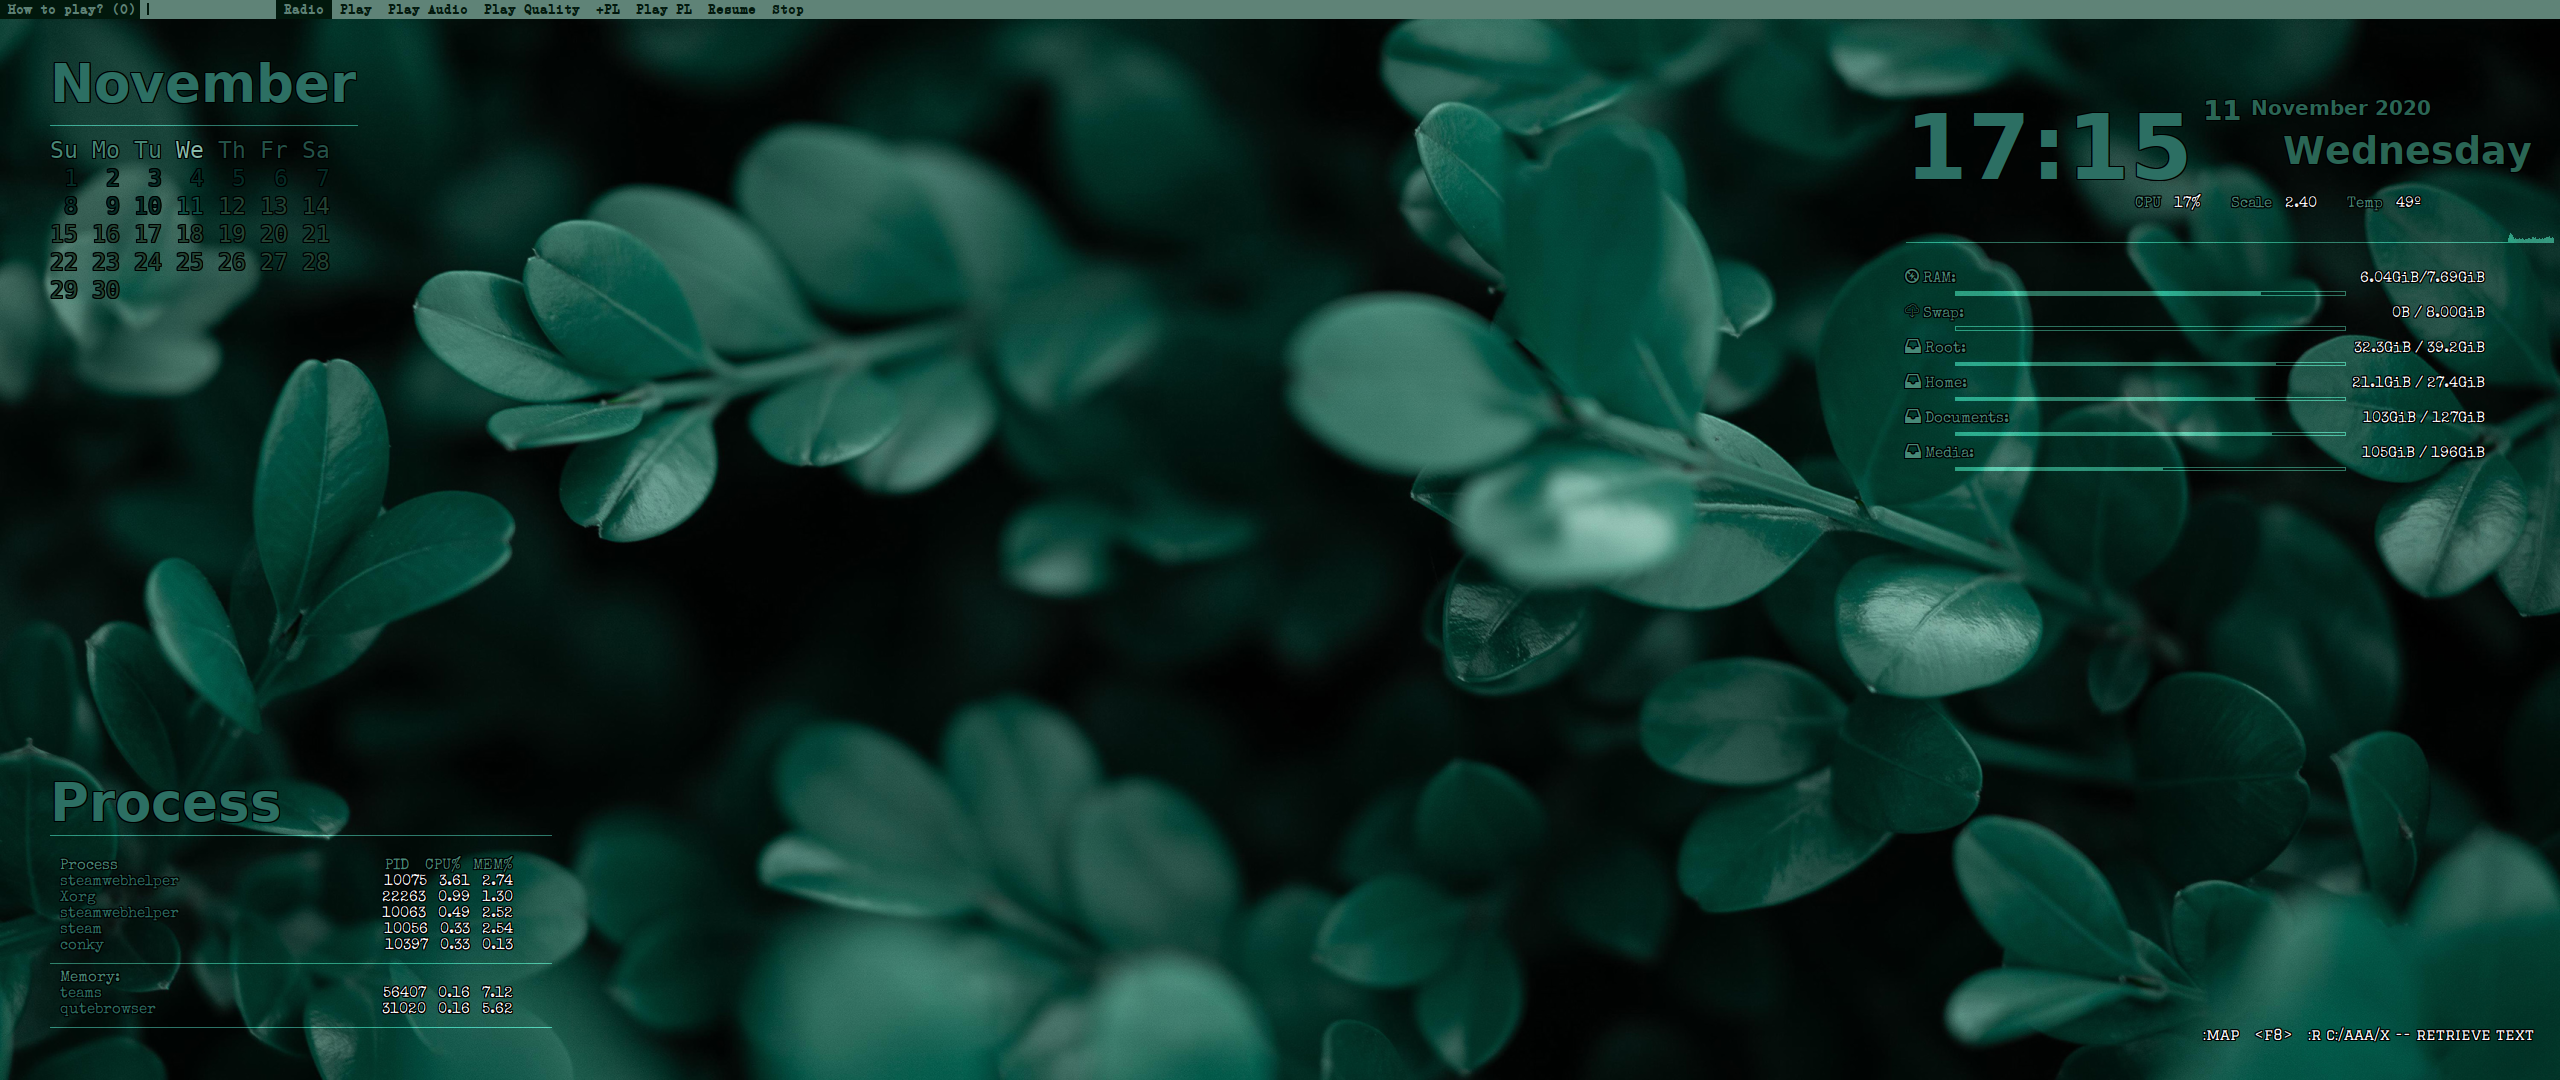 How to play? (0) Radio Play Play Audio Play Quality +PL Play PL Resume Stop
November
Su Mo Tu We Th Fr Sa
1 2 3 4 5 6 7
8 9 10 11 12 13 14
15 16 17 18 19 20 21
22 23 24 25 26 27 28
29 30
17:15 11 November 2020
Wednesday
CPU 17% Scale 2.40 Temp 49º
RAM: 6.04GiB/7.69GiB
Swap: 0B / 8.00GiB
Root: 32.3GiB / 39.2GiB
Home: 21.1GiB / 27.4GiB
Documents: 103GiB / 127GiB
Media: 105GiB / 196GiB
Process
Process PID CPU% MEM%
steamwebhelper 10075 3.61 2.74
Xorg 22263 0.99 1.30
steamwebhelper 10063 0.49 2.52
steam 10056 0.33 2.54
conky 10397 0.33 0.13
Memory:
teams 56407 0.16 7.12
qutebrowser 31020 0.16 5.62
:MAP <F8> :R C:/AAA/X -- RETRIEVE TEXT